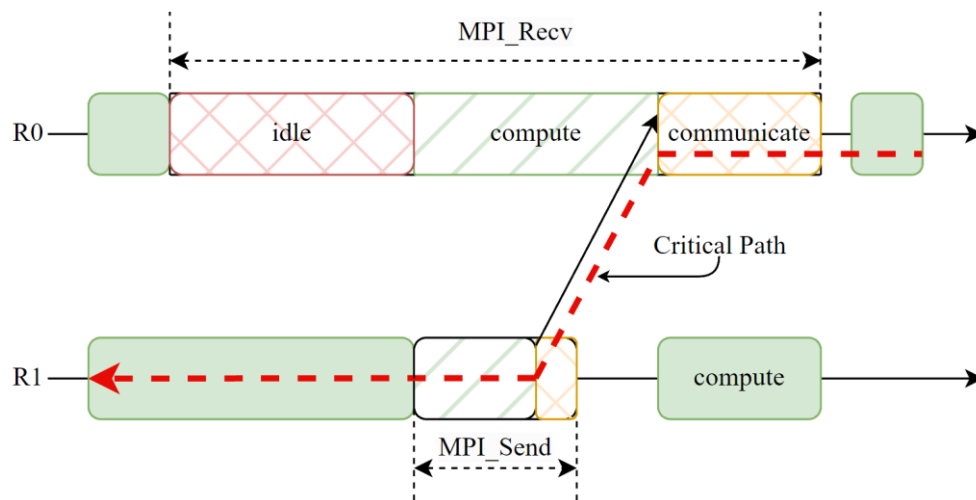 MPI_Recv
R0
idle
compute
communicate
Critical Path
R1
compute
MPI_Send